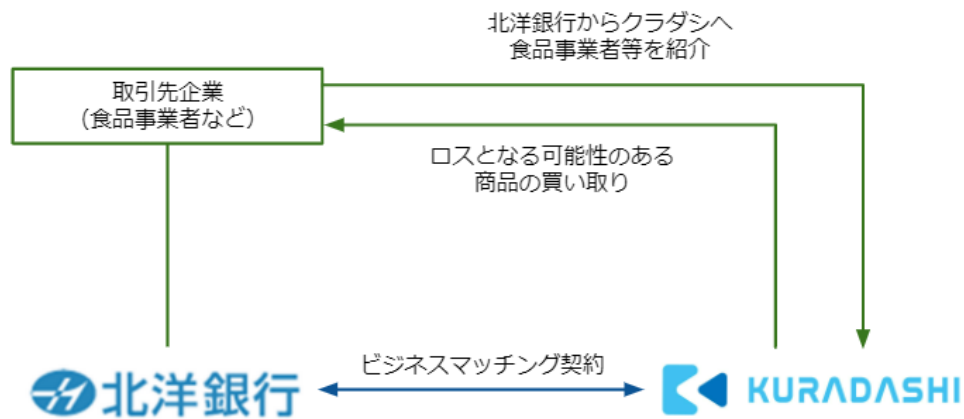 北洋銀行からクラダシへ
食品事業者等を紹介
取引先企業
(食品事業者など)
ロスとなる可能性のある
商品の買い取り
ビジネスマッチング契約
北洋銀行
KURADASHI